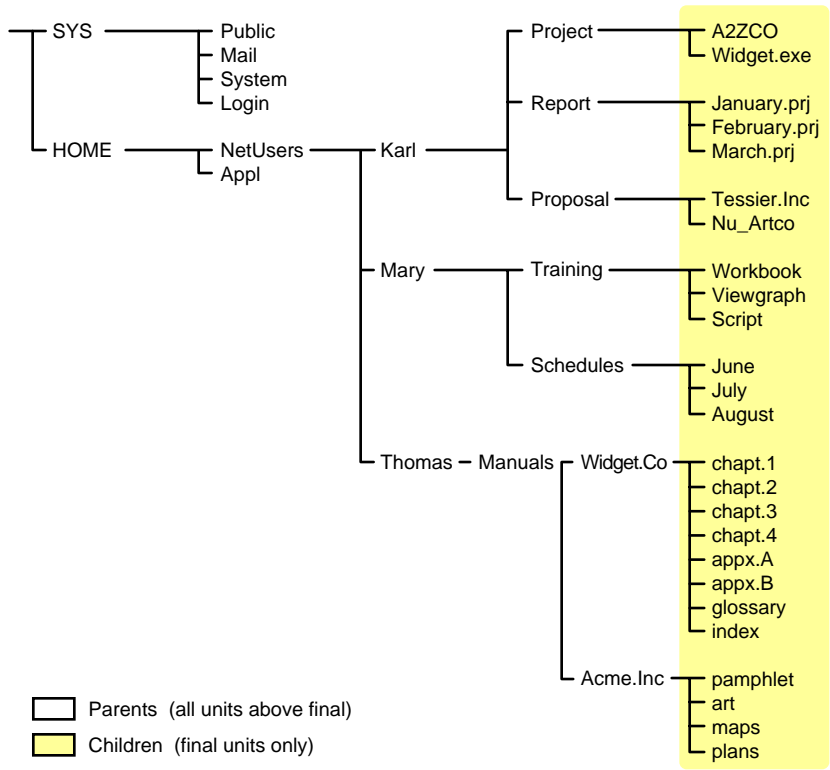 SYS Public Project A2ZCO
Mail Widget.exe
System
Login Report January.prj
February.prj
HOME NetUsers Karl March.prj
Appl
Proposal Tessier.Inc
Nu_Artco
Mary Training Workbook
Viewgraph
Script
Schedules June
July
August
Thomas Manuals Widget.Co chapt.1
chapt.2
chapt.3
chapt.4
appx.A
appx.B
glossary
index
Acme.Inc pamphlet
art
maps
plans
Parents (all units above final)
Children (final units only)